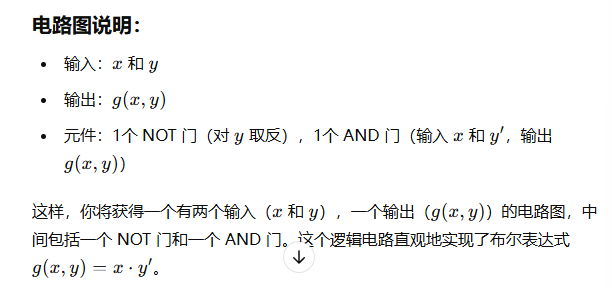 电路图说明：
• 输入：x 和 y
• 输出：g(x, y)
• 元件：1个 NOT 门（对 y 取反），1个 AND 门（输入 x 和 y′，输出
g(x, y)）
这样，你将获得一个有两个输入（x 和 y），一个输出（g(x, y)）的电路图，中
间包括一个 NOT 门和一个 AND 门。这个逻辑电路直观地实现了布尔表达式
g(x, y) = x · y′。